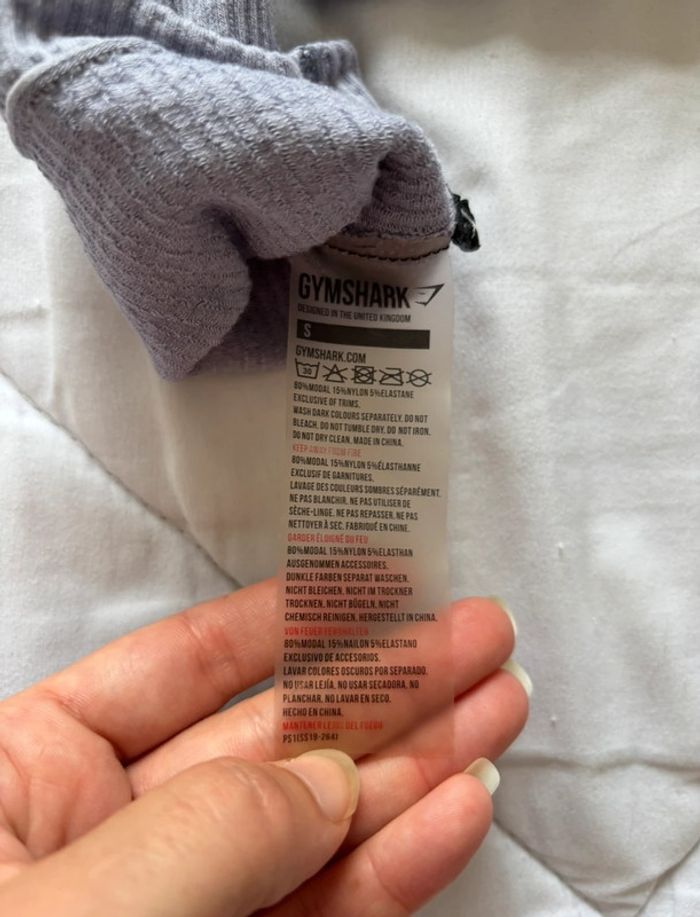 GYMSHARK
DESIGNED IN THE UNITED KINGDOM
S
GYMSHARK.COM
30
80%MODAL 15%NYLON 5%ELASTANE
EXCLUSIVE OF TRIMS.
WASH DARK COLOURS SEPARATELY. DO NOT
BLEACH. DO NOT TUMBLE DRY. DO NOT IRON.
DO NOT DRY CLEAN. MADE IN CHINA.
KEEP AWAY FROM FIRE
80%MODAL 15%NYLON 5%ÉLASTHANNE
EXCLUSIF DE GARNITURES.
LAVAGE DES COULEURS SOMBRES SÉPARÉMENT.
NE PAS BLANCHIR. NE PAS UTILISER DE
SÈCHE-LINGE. NE PAS REPASSER. NE PAS
NETTOYER À SEC. FABRIQUÉ EN CHINE.
GARDER ÉLOIGNÉ DU FEU
80%MODAL 15%NYLON 5%ELASTHAN
AUSGENOMMEN ACCESSOIRES.
DUNKLE FARBEN SEPARAT WASCHEN.
NICHT BLEICHEN. NICHT IM TROCKNER
TROCKNEN. NICHT BÜGELN. NICHT
CHEMISCH REINIGEN. HERGESTELLT IN CHINA.
VON FEUER FERNHALTEN
80%MODAL 15%NAILON 5%ELASTANO
EXCLUSIVO DE ACCESORIOS.
LAVAR COLORES OSCUROS POR SEPARADO.
NO USAR LEJÍA. NO USAR SECADORA. NO
PLANCHAR. NO LAVAR EN SECO.
HECHO EN CHINA.
MANTENER LEJOS DEL FUEGO
PS1(SS19-264)